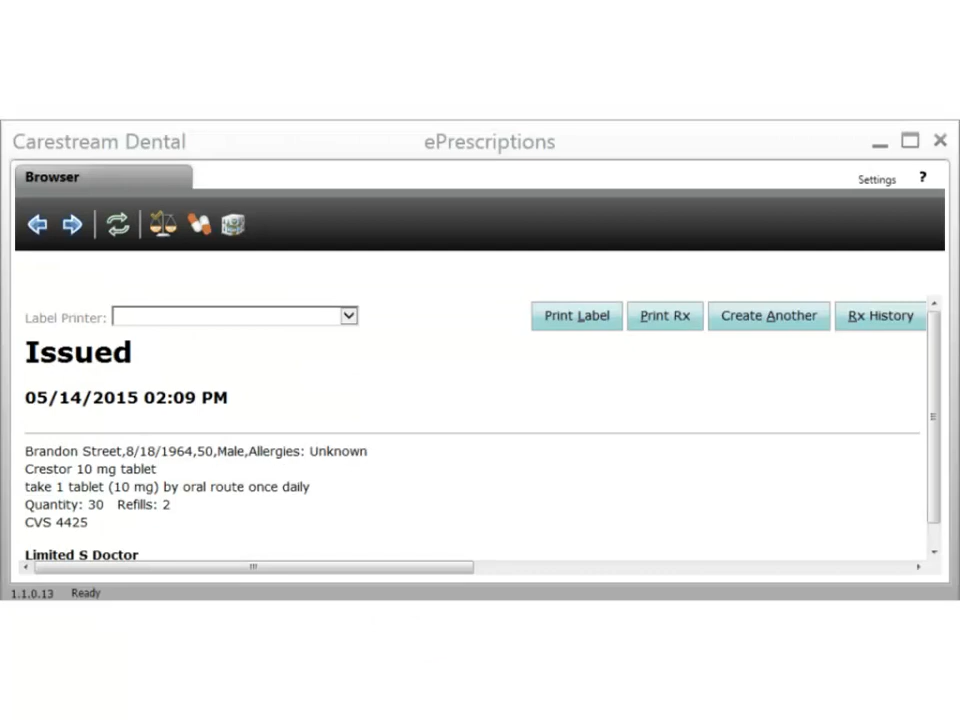 Carestream Dental ePrescriptions
Browser
Settings ?
Label Printer: Print Label Print Rx Create Another Rx History
Issued
05/14/2015 02:09 PM
Brandon Street,8/18/1964,50,Male,Allergies: Unknown
Crestor 10 mg tablet
take 1 tablet (10 mg) by oral route once daily
Quantity: 30 Refills: 2
CVS 4425
Limited S Doctor
1.1.0.13 Ready